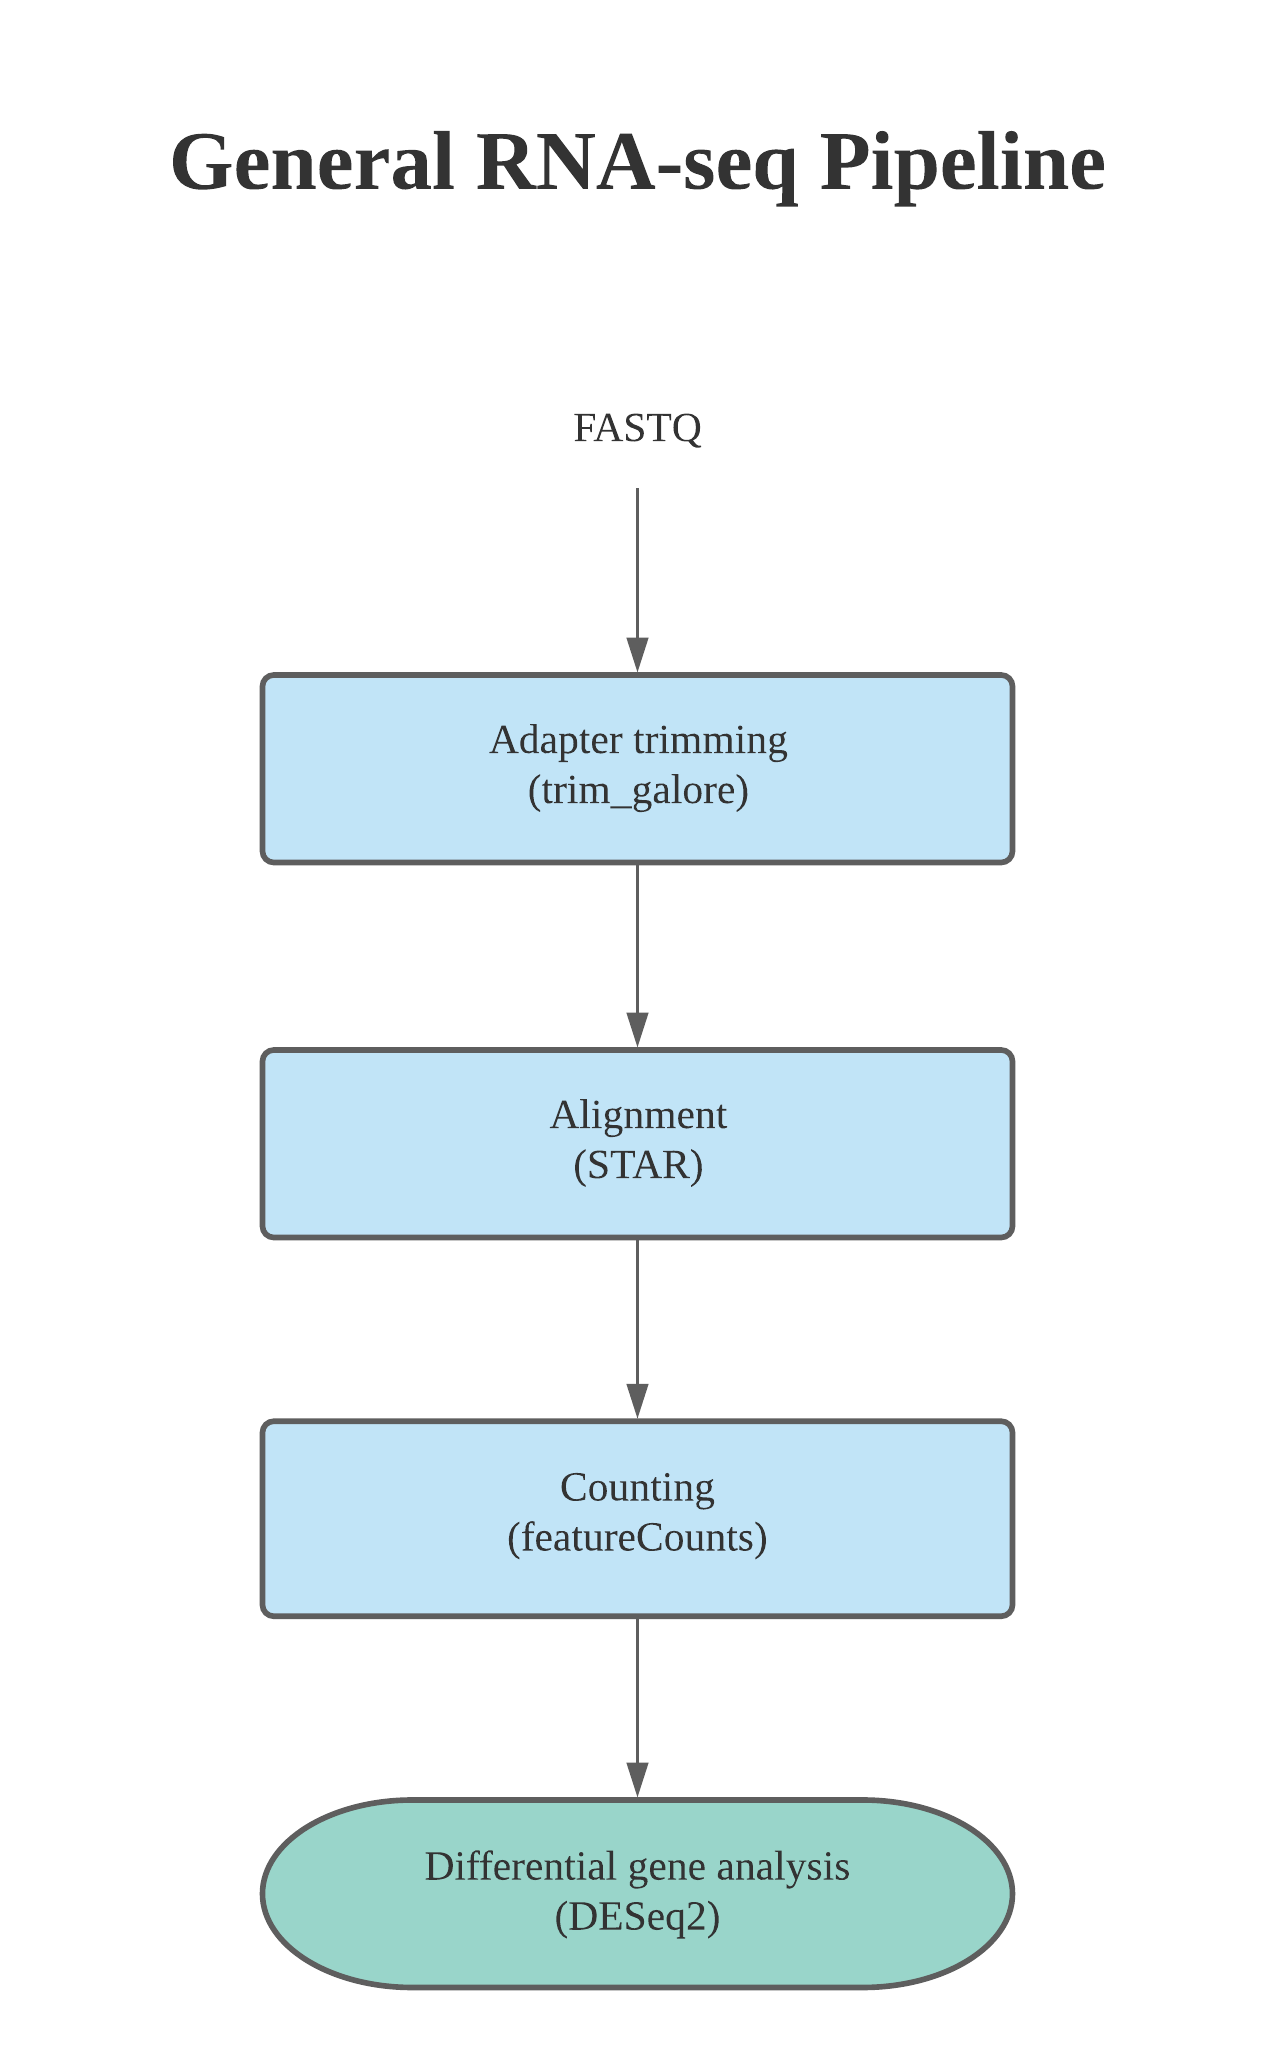 General RNA-seq Pipeline
FASTQ
Adapter trimming
(trim_galore)
Alignment
(STAR)
Counting
(featureCounts)
Differential gene analysis
(DESeq2)